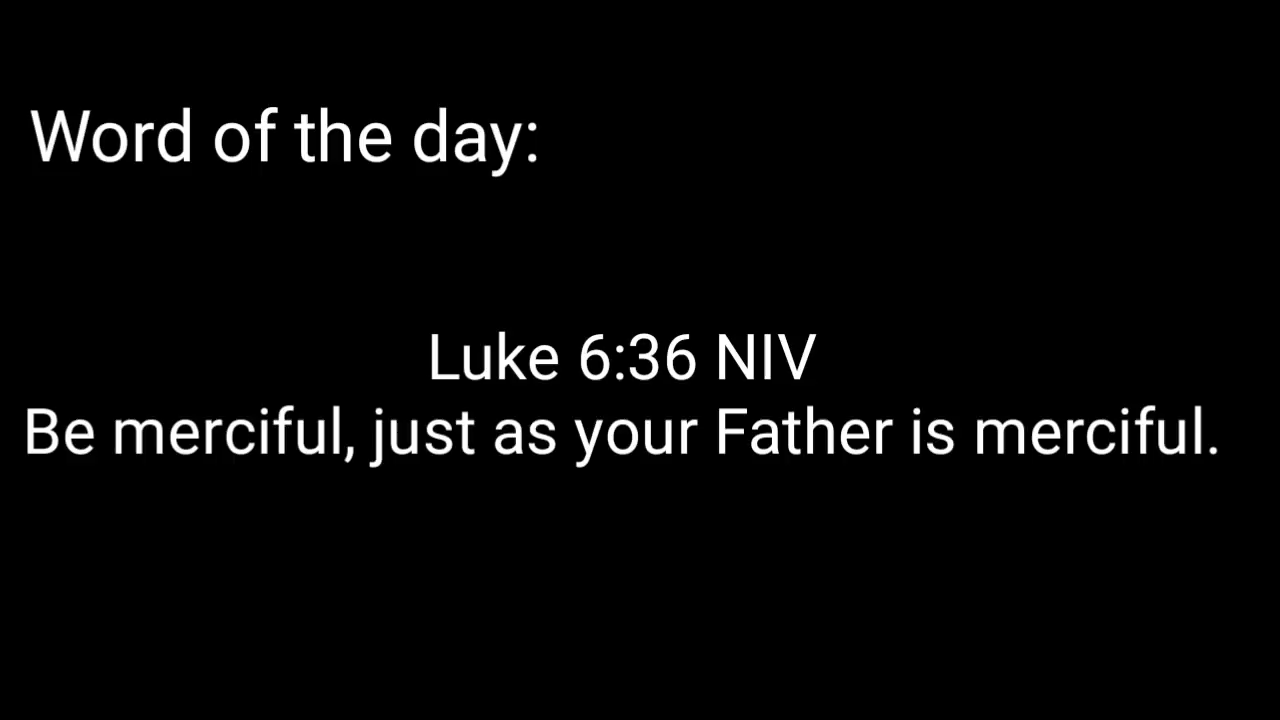 Word of the day:
Luke 6:36 NIV
Be merciful, just as your Father is merciful.